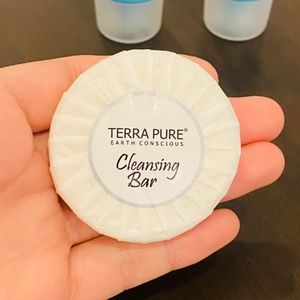 TERRA PURE®
EARTH CONSCIOUS
Cleansing
Bar